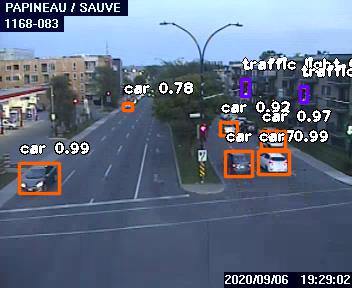 PAPINEAU / SAUVE
1168-083
car 0.78
traffic light
traffic
car 0.92
car 0.97
car 0.99
car 0.99
2020/09/06 19:29:02